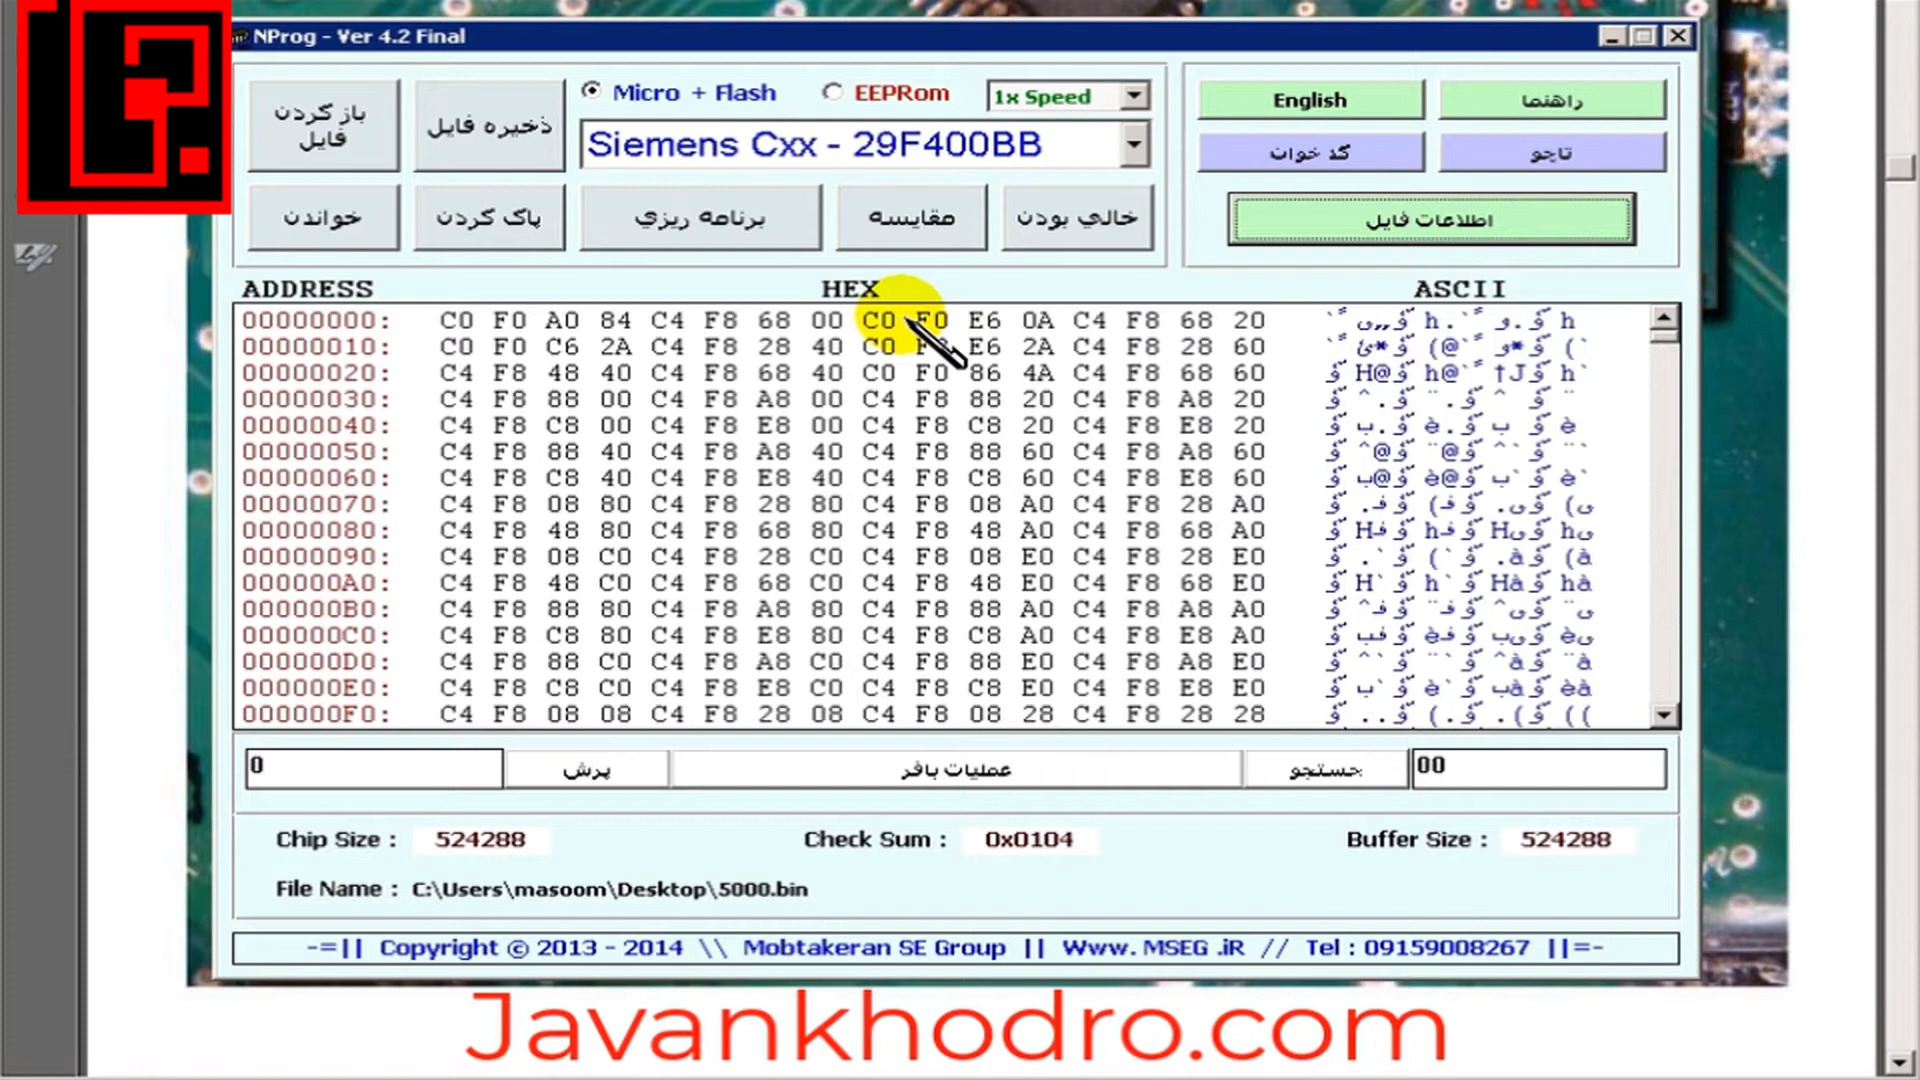 NProg - Ver 4.2 Final
باز کردن فایل
ذخیره فایل
Micro + Flash
EEPRom
1x Speed
Siemens Cxx - 29F400BB
English
راهنما
کد خوان
تاچو
خواندن
پاک کردن
برنامه ریزی
مقایسه
خالی بودن
اطلاعات فایل
ADDRESS HEX ASCII
00000000: C0 F0 A0 84 C4 F8 68 00 C0 F0 E6 0A C4 F8 68 20
00000010: C0 F0 C6 2A C4 F8 28 40 C0 F8 E6 2A C4 F8 28 60
00000020: C4 F8 48 40 C4 F8 68 40 C0 F0 86 4A C4 F8 68 60
00000030: C4 F8 88 00 C4 F8 A8 00 C4 F8 88 20 C4 F8 A8 20
00000040: C4 F8 C8 00 C4 F8 E8 00 C4 F8 C8 20 C4 F8 E8 20
00000050: C4 F8 88 40 C4 F8 A8 40 C4 F8 88 60 C4 F8 A8 60
00000060: C4 F8 C8 40 C4 F8 E8 40 C4 F8 C8 60 C4 F8 E8 60
00000070: C4 F8 08 80 C4 F8 28 80 C4 F8 08 A0 C4 F8 28 A0
00000080: C4 F8 48 80 C4 F8 68 80 C4 F8 48 A0 C4 F8 68 A0
00000090: C4 F8 08 C0 C4 F8 28 C0 C4 F8 08 E0 C4 F8 28 E0
000000A0: C4 F8 48 C0 C4 F8 68 C0 C4 F8 48 E0 C4 F8 68 E0
000000B0: C4 F8 88 80 C4 F8 A8 80 C4 F8 88 A0 C4 F8 A8 A0
000000C0: C4 F8 C8 80 C4 F8 E8 80 C4 F8 C8 A0 C4 F8 E8 A0
000000D0: C4 F8 88 C0 C4 F8 A8 C0 C4 F8 88 E0 C4 F8 A8 E0
000000E0: C4 F8 C8 C0 C4 F8 E8 C0 C4 F8 C8 E0 C4 F8 E8 E0
000000F0: C4 F8 08 08 C4 F8 28 08 C4 F8 08 28 C4 F8 28 28
0
پرش
عملیات بافر
جستجو
00
Chip Size : 524288
Check Sum : 0x0104
Buffer Size : 524288
File Name : C:\Users\masoom\Desktop\5000.bin
-=|| Copyright © 2013 - 2014 \\ Mobtakeran SE Group || Www. MSEG .iR // Tel : 09159008267 ||=-
Javankhodro.com